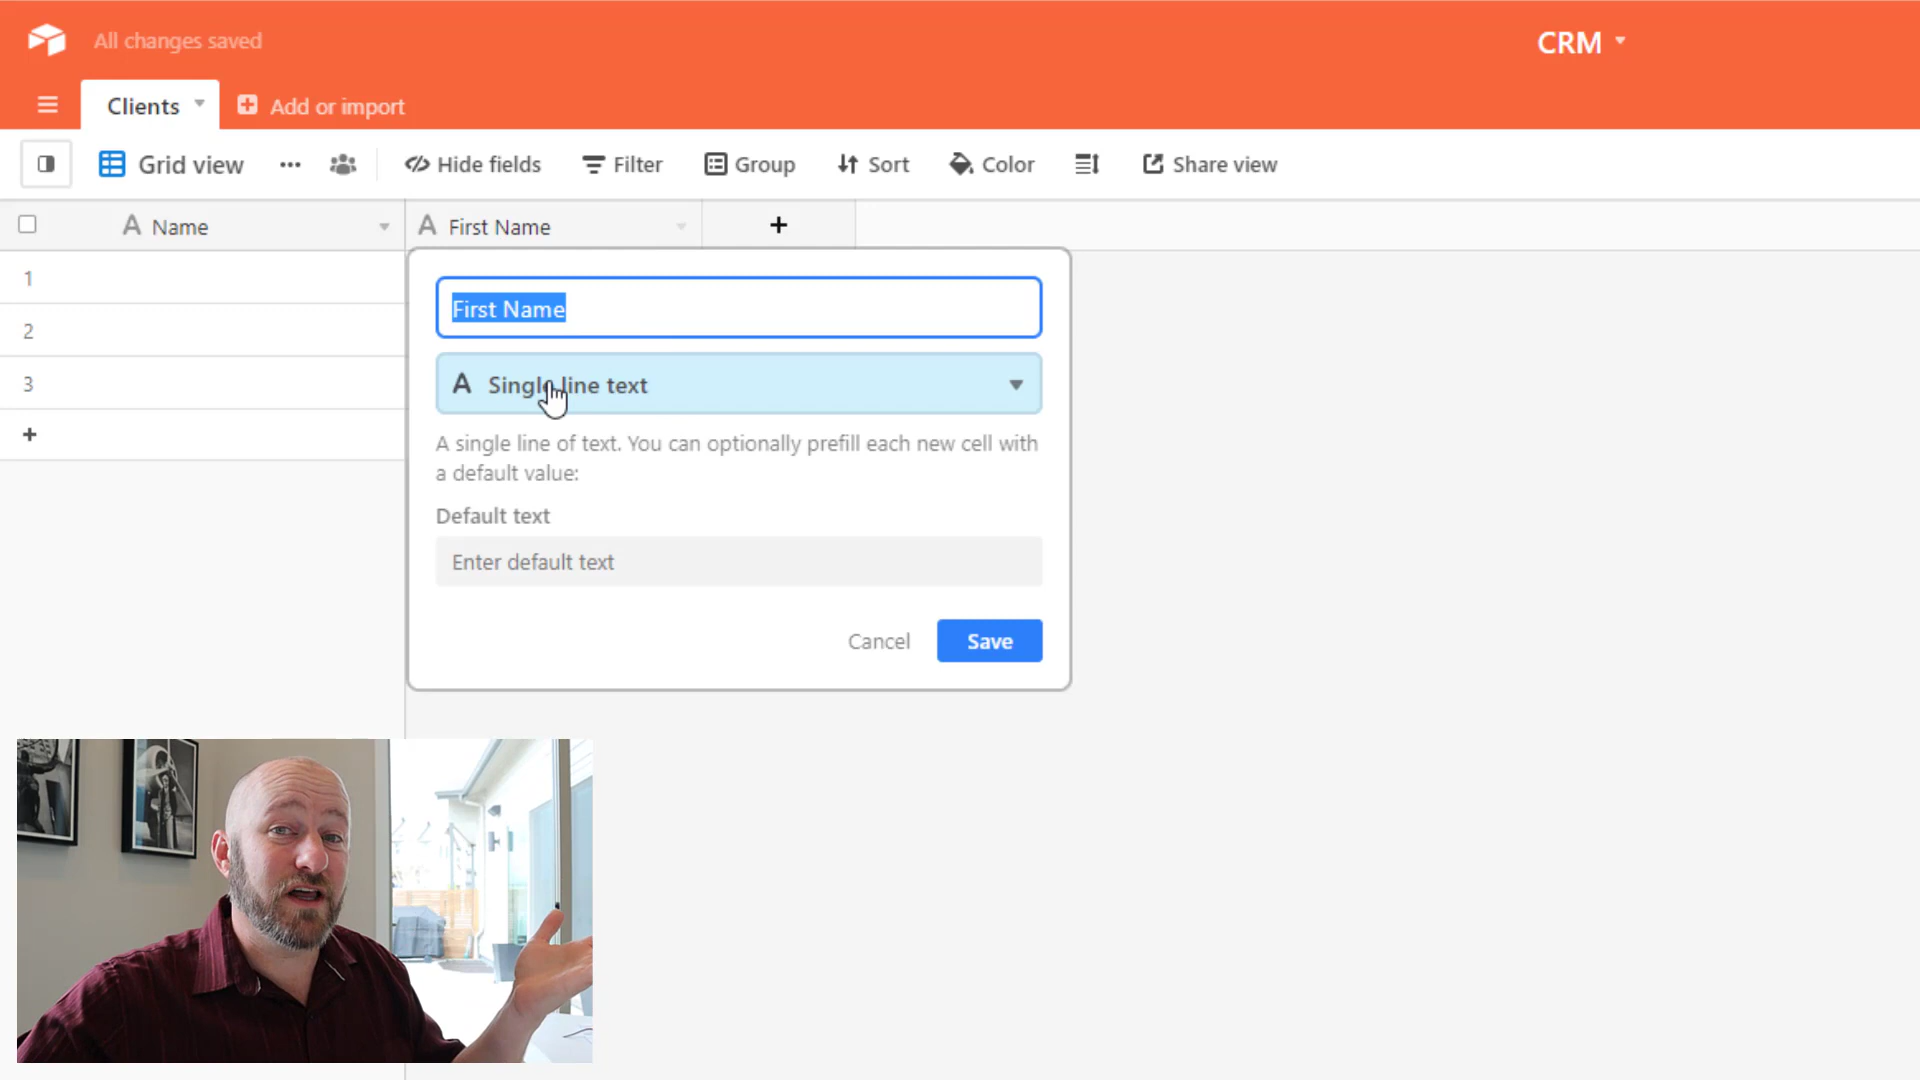 All changes saved
CRM
Clients
Add or import
Grid view
Hide fields
Filter
Group
Sort
Color
Share view
A Name
A First Name
1
2
3
First Name
A Single line text
A single line of text. You can optionally prefill each new cell with
a default value:
Default text
Enter default text
Cancel
Save